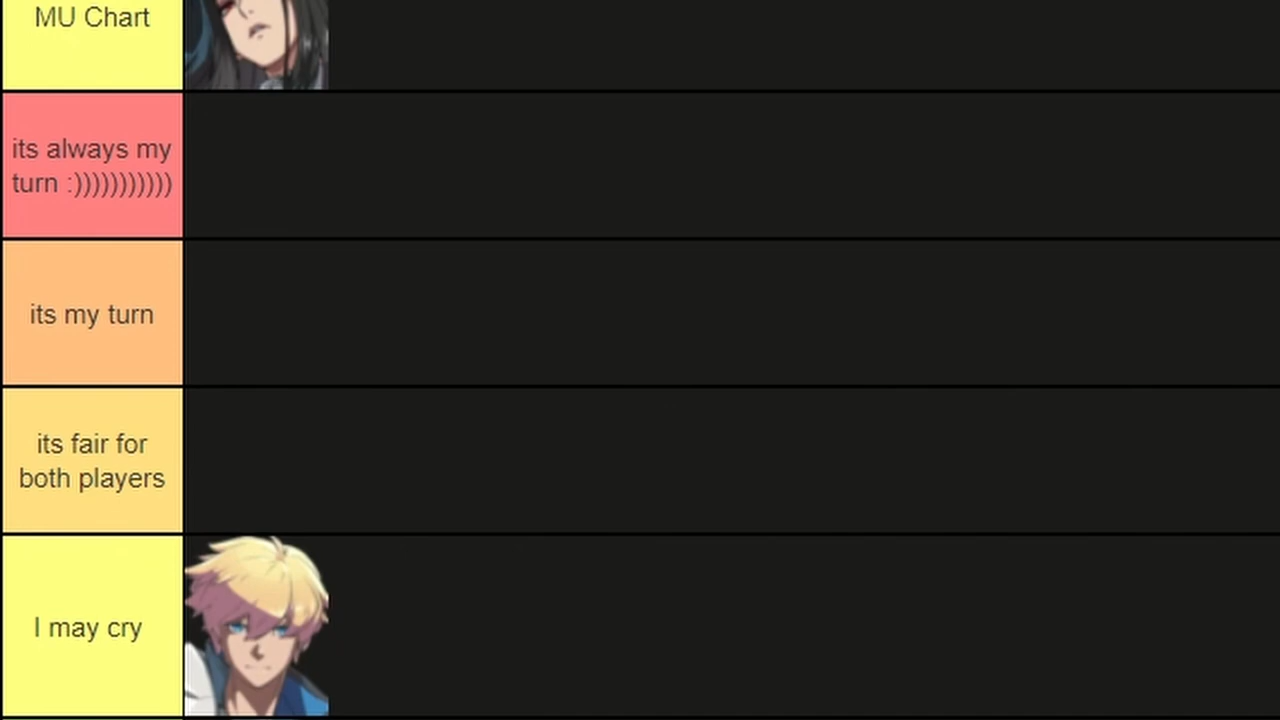 MU Chart
its always my
turn :)))))))))))
its my turn
its fair for
both players
I may cry